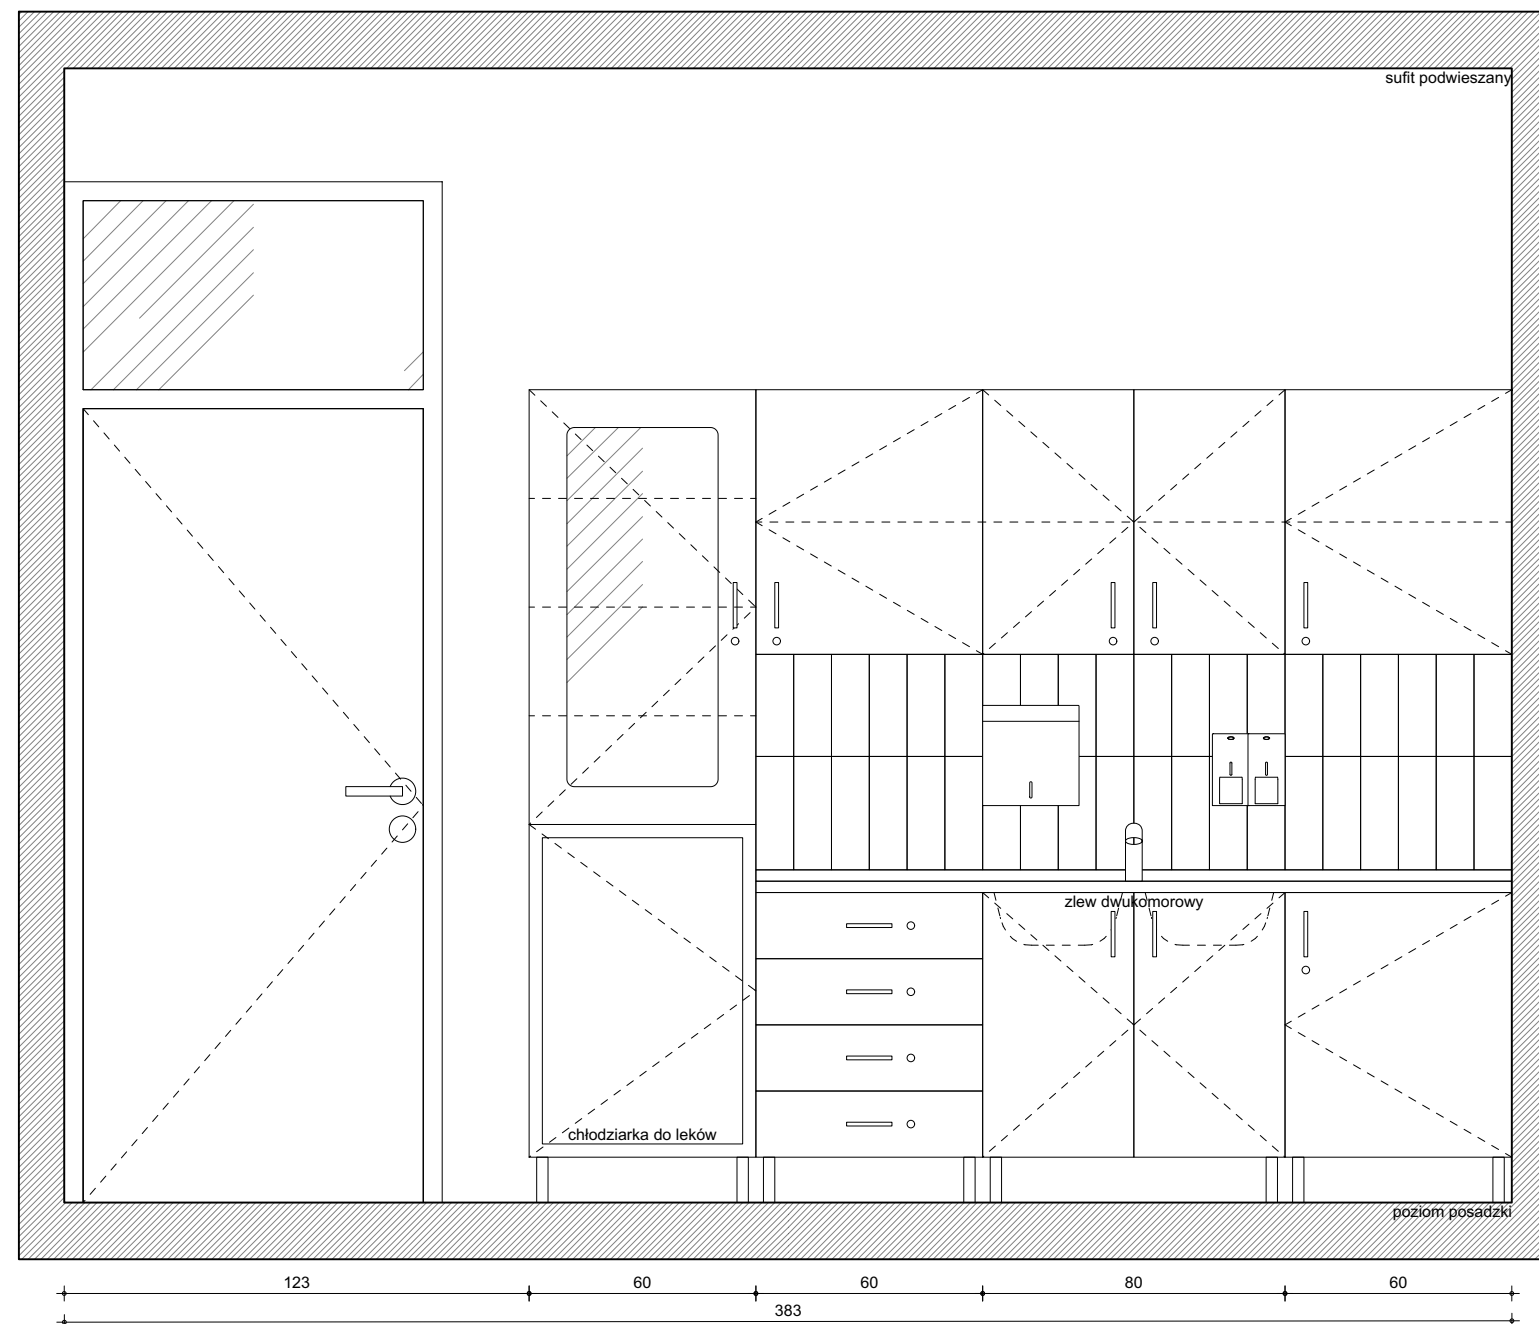 sufit podwieszany
zlew dwukomorowy
chłodziarka do leków
poziom posadzki
123 60 60 80 60
383